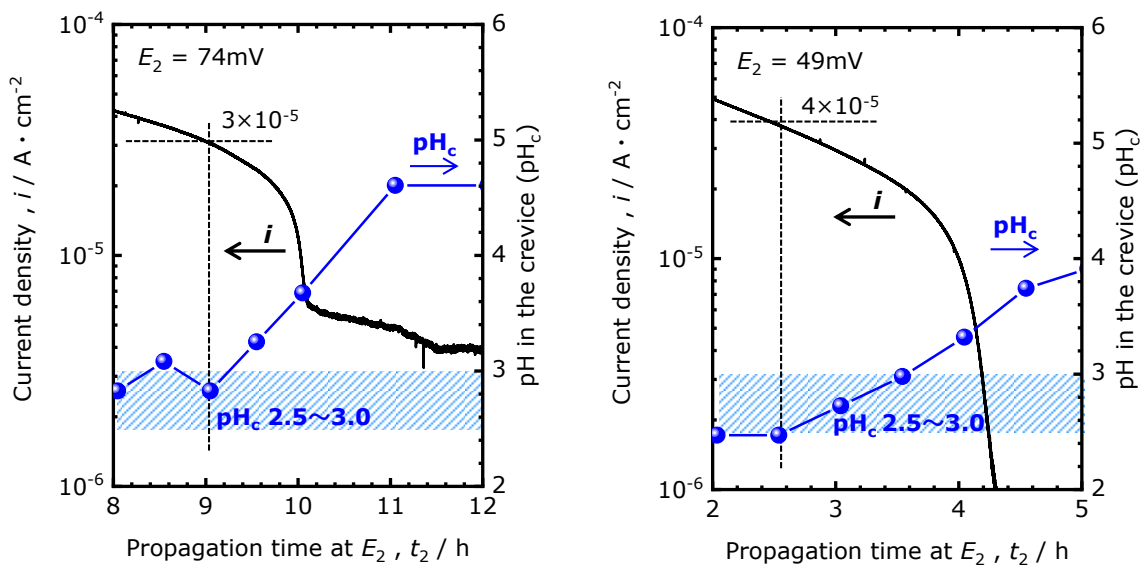 10⁻⁴
10⁻⁵
10⁻⁶
Current density , i / A・cm⁻²
E₂ = 74mV
3×10⁻⁵
pHc
i
pHc 2.5～3.0
6
5
4
3
2
pH in the crevice (pHc)
8 9 10 11 12
Propagation time at E₂ , t₂ / h
10⁻⁴
10⁻⁵
10⁻⁶
Current density , i / A・cm⁻²
E₂ = 49mV
4×10⁻⁵
i
pHc
pHc 2.5～3.0
6
5
4
3
2
pH in the crevice (pHc)
2 3 4 5
Propagation time at E₂ , t₂ / h